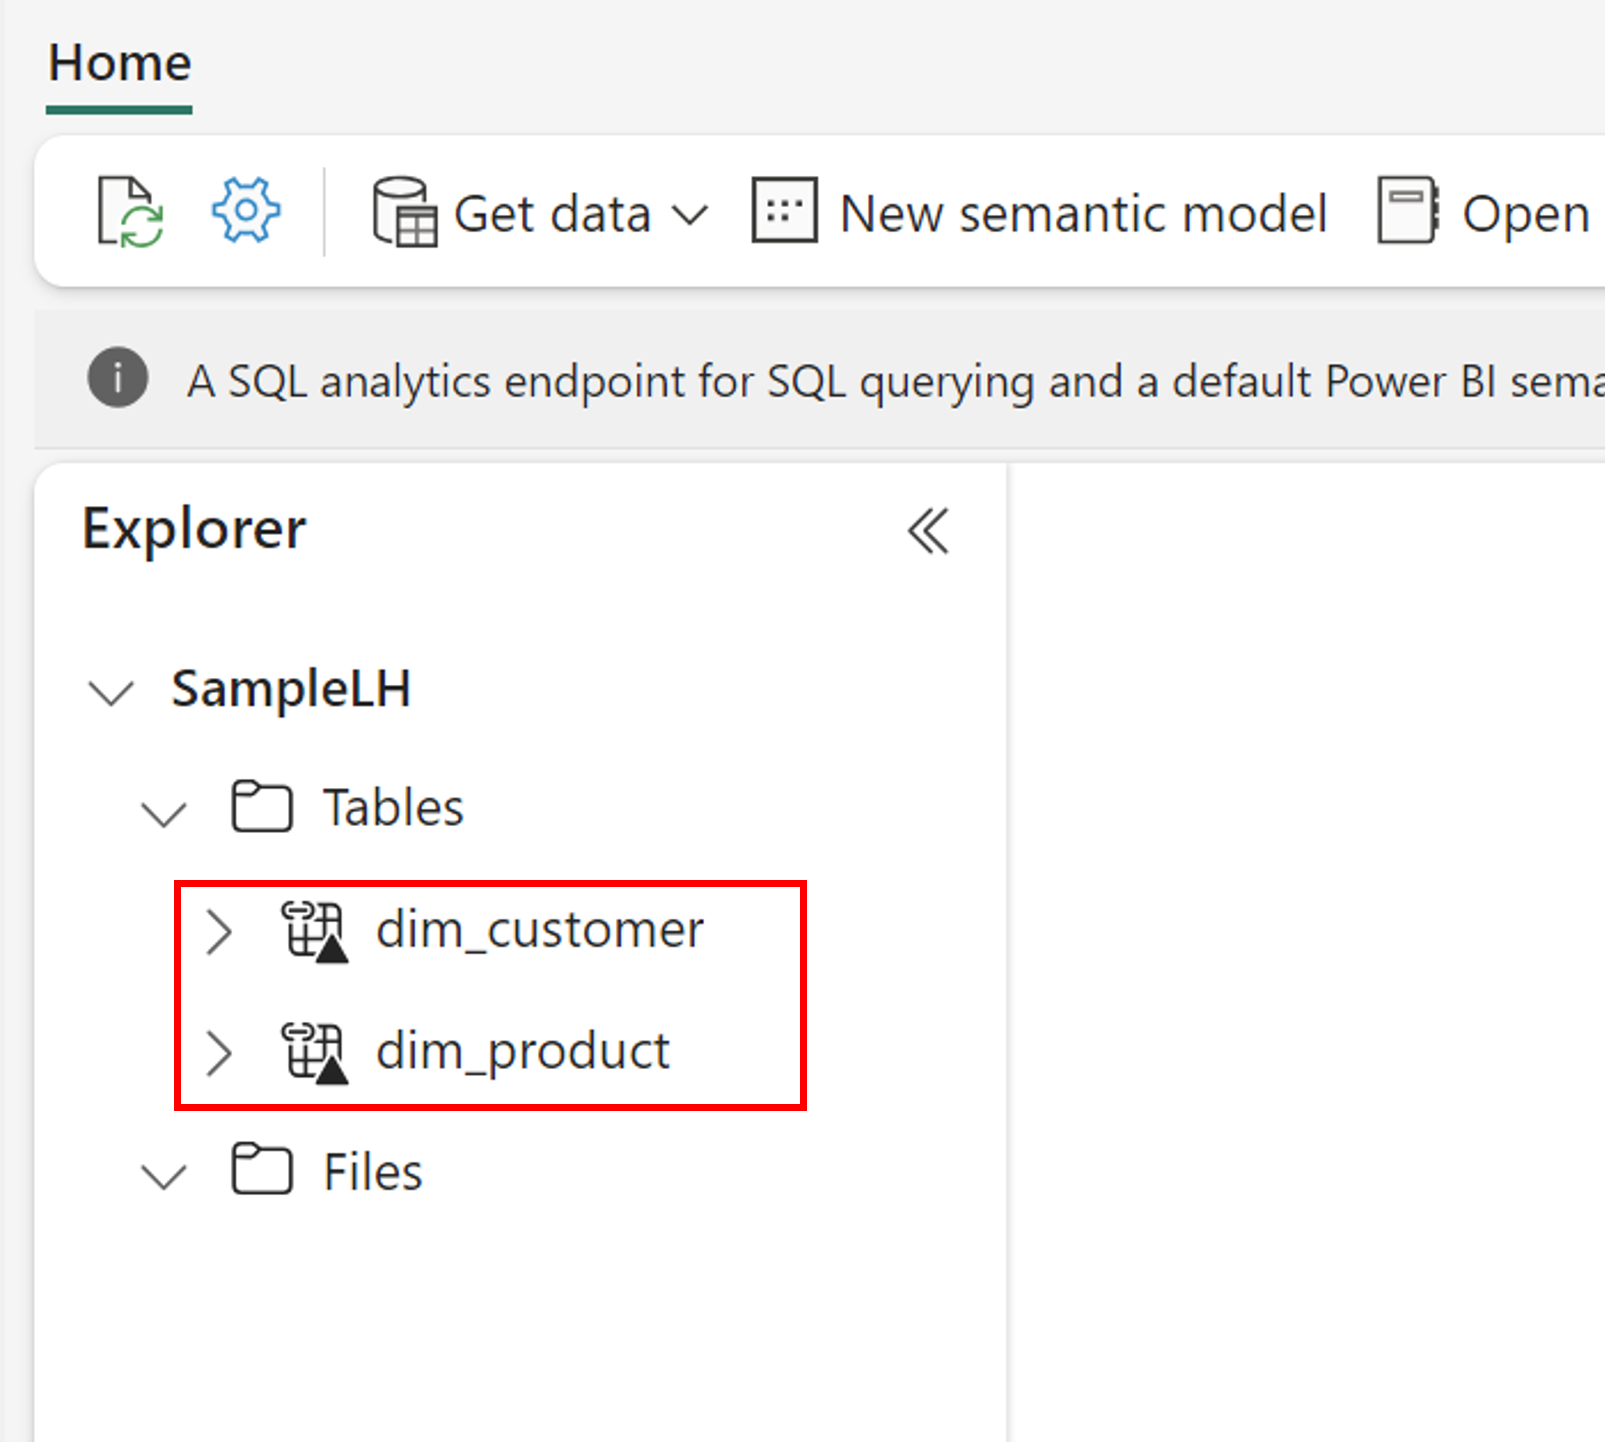 Home
Get data New semantic model Open
A SQL analytics endpoint for SQL querying and a default Power BI
Explorer
SampleLH
Tables
dim_customer
dim_product
Files